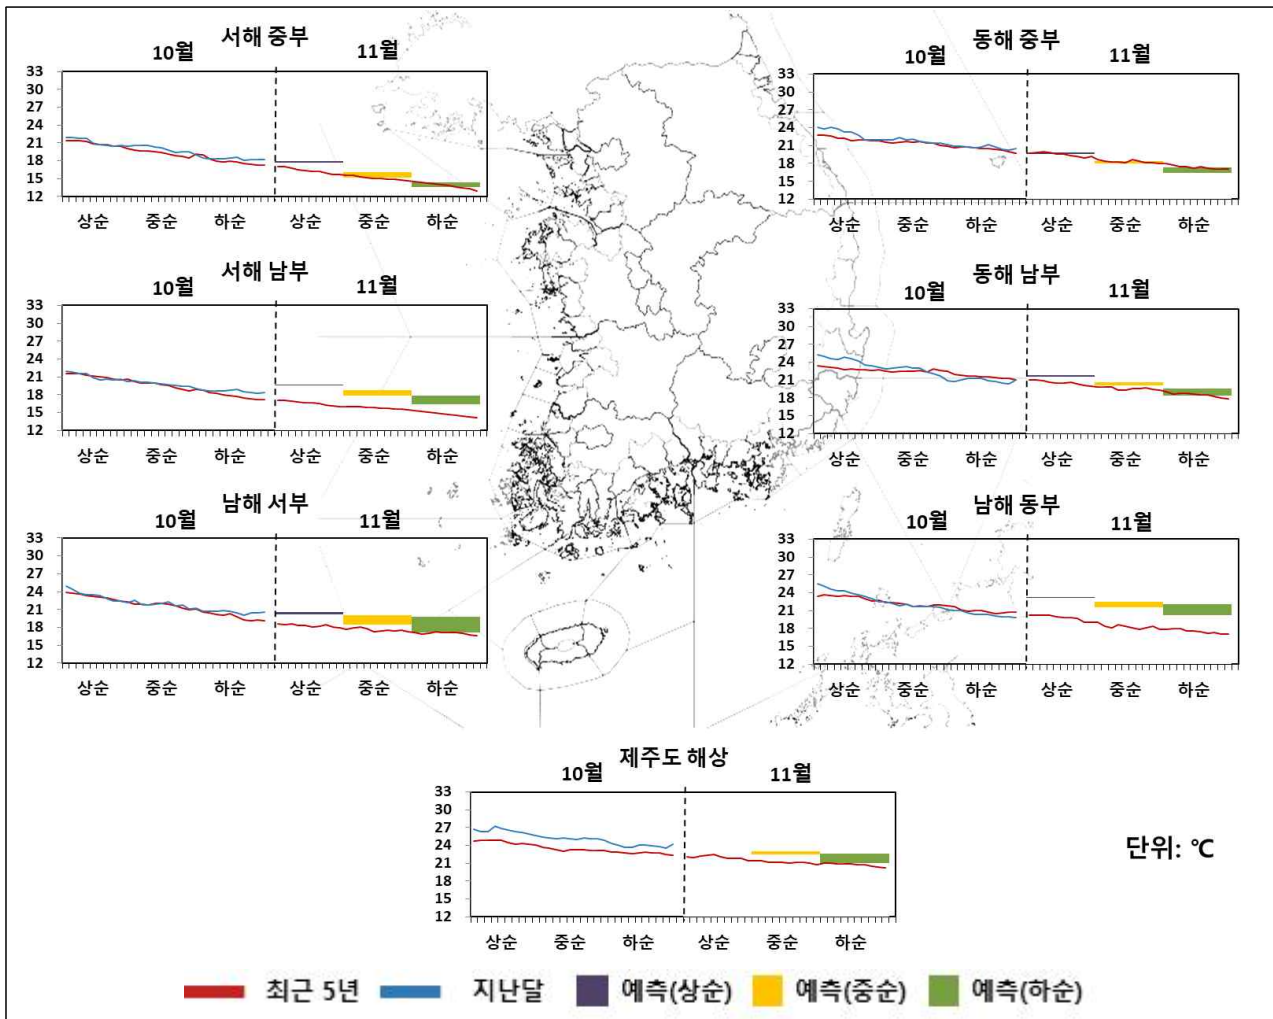 서해 중부
10월
11월
33
30
27
24
21
18
15
12
상순
중순
하순
상순
중순
하순
동해 중부
10월
11월
33
30
27
24
21
18
15
12
상순
중순
하순
상순
중순
하순
서해 남부
10월
11월
33
30
27
24
21
18
15
12
상순
중순
하순
상순
중순
하순
동해 남부
10월
11월
33
30
27
24
21
18
15
12
상순
중순
하순
상순
중순
하순
남해 서부
10월
11월
33
30
27
24
21
18
15
12
상순
중순
하순
상순
중순
하순
남해 동부
10월
11월
33
30
27
24
21
18
15
12
상순
중순
하순
상순
중순
하순
제주도 해상
10월
11월
33
30
27
24
21
18
15
12
상순
중순
하순
상순
중순
하순
단위: ℃
최근 5년
지난달
예측(상순)
예측(중순)
예측(하순)